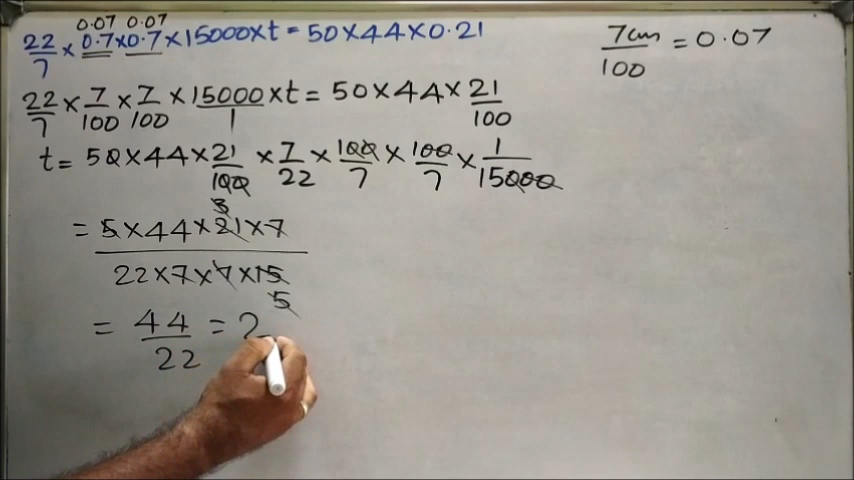 0.07 0.07
22/7 × 0.7 × 0.7 × 15000 × t = 50 × 44 × 0.21
7cm/100 = 0.07
22/7 × 7/100 × 7/100 × 15000/1 × t = 50 × 44 × 21/100
t = 50 × 44 × 21/100 × 7/22 × 100/7 × 100/7 × 1/15000
3
= 5 × 44 × 21 × 7 / 22 × 7 × 7 × 15
5
= 44/22 = 2